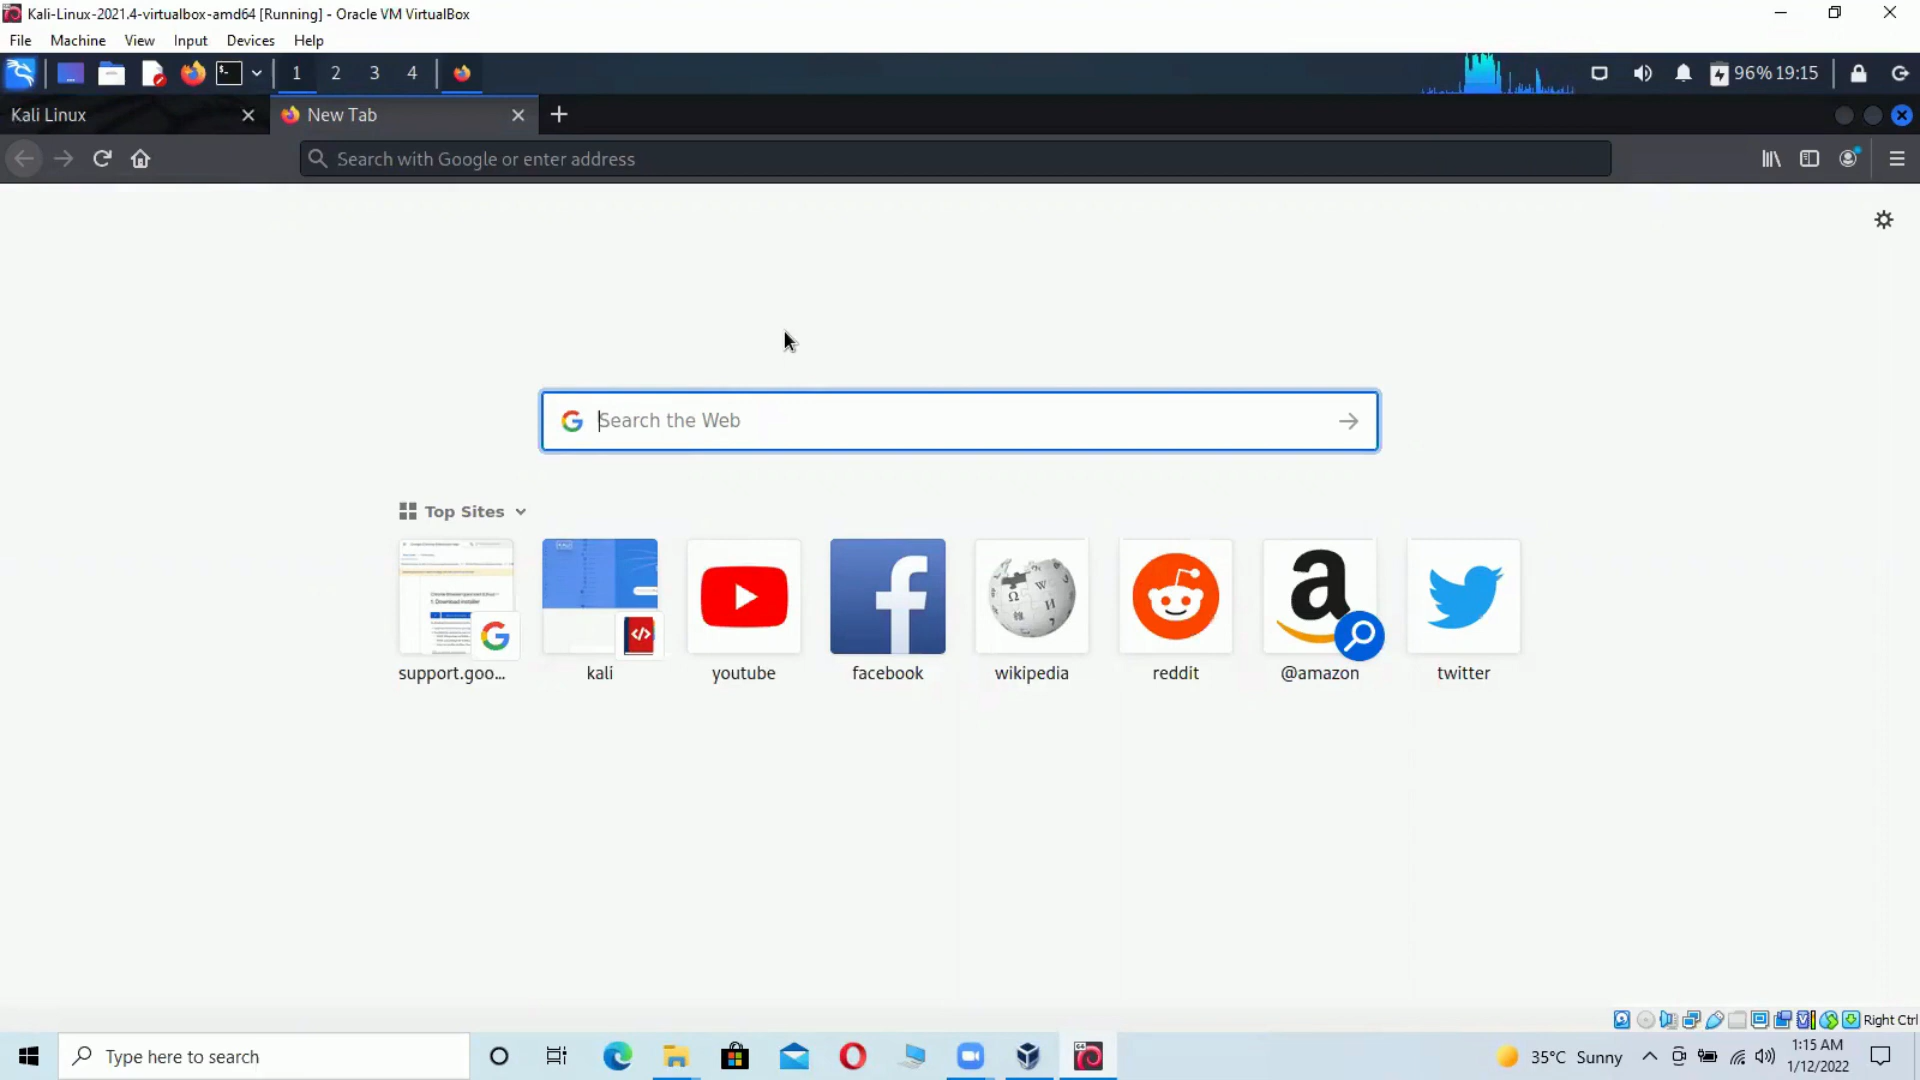 Kali-Linux-2021.4-virtualbox-amd64 [Running] - Oracle VM VirtualBox
File Machine View Input Devices Help
1 2 3 4
96% 19:15
Kali Linux
New Tab
Search with Google or enter address
Search the Web
Top Sites
support.goo...
kali
youtube
facebook
wikipedia
reddit
@amazon
twitter
Right Ctrl
Type here to search
35°C Sunny
1:15 AM
1/12/2022